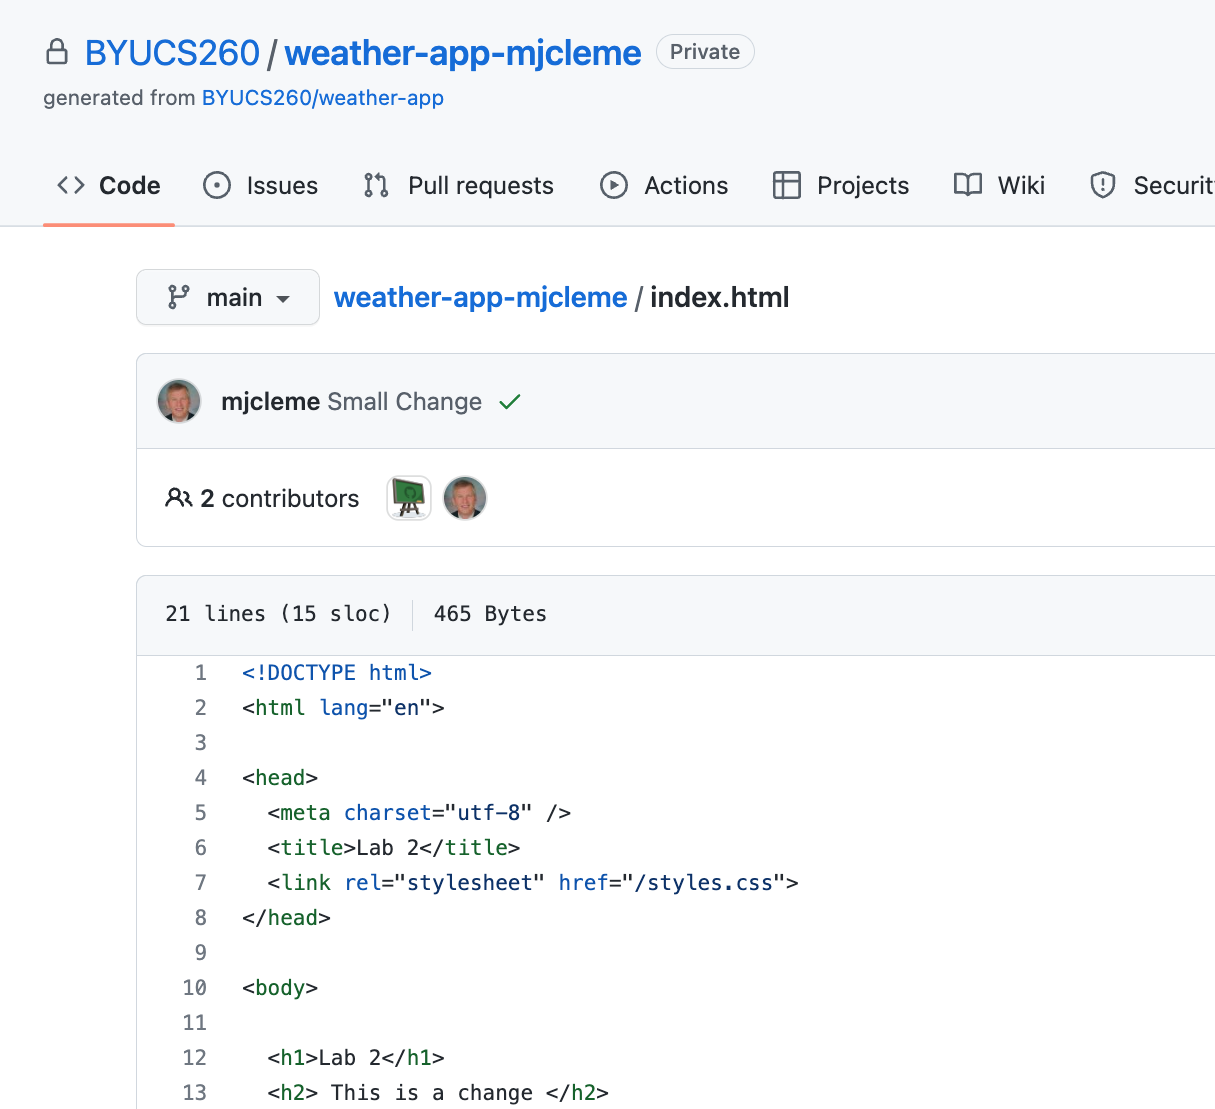 BYUCS260 / weather-app-mjcleme Private
generated from BYUCS260/weather-app
Code Issues Pull requests Actions Projects Wiki Securit
main weather-app-mjcleme / index.html
mjcleme Small Change
2 contributors
21 lines (15 sloc) 465 Bytes
1 <!DOCTYPE html>
2 <html lang="en">
3
4 <head>
5 <meta charset="utf-8" />
6 <title>Lab 2</title>
7 <link rel="stylesheet" href="/styles.css">
8 </head>
9
10 <body>
11
12 <h1>Lab 2</h1>
13 <h2> This is a change </h2>